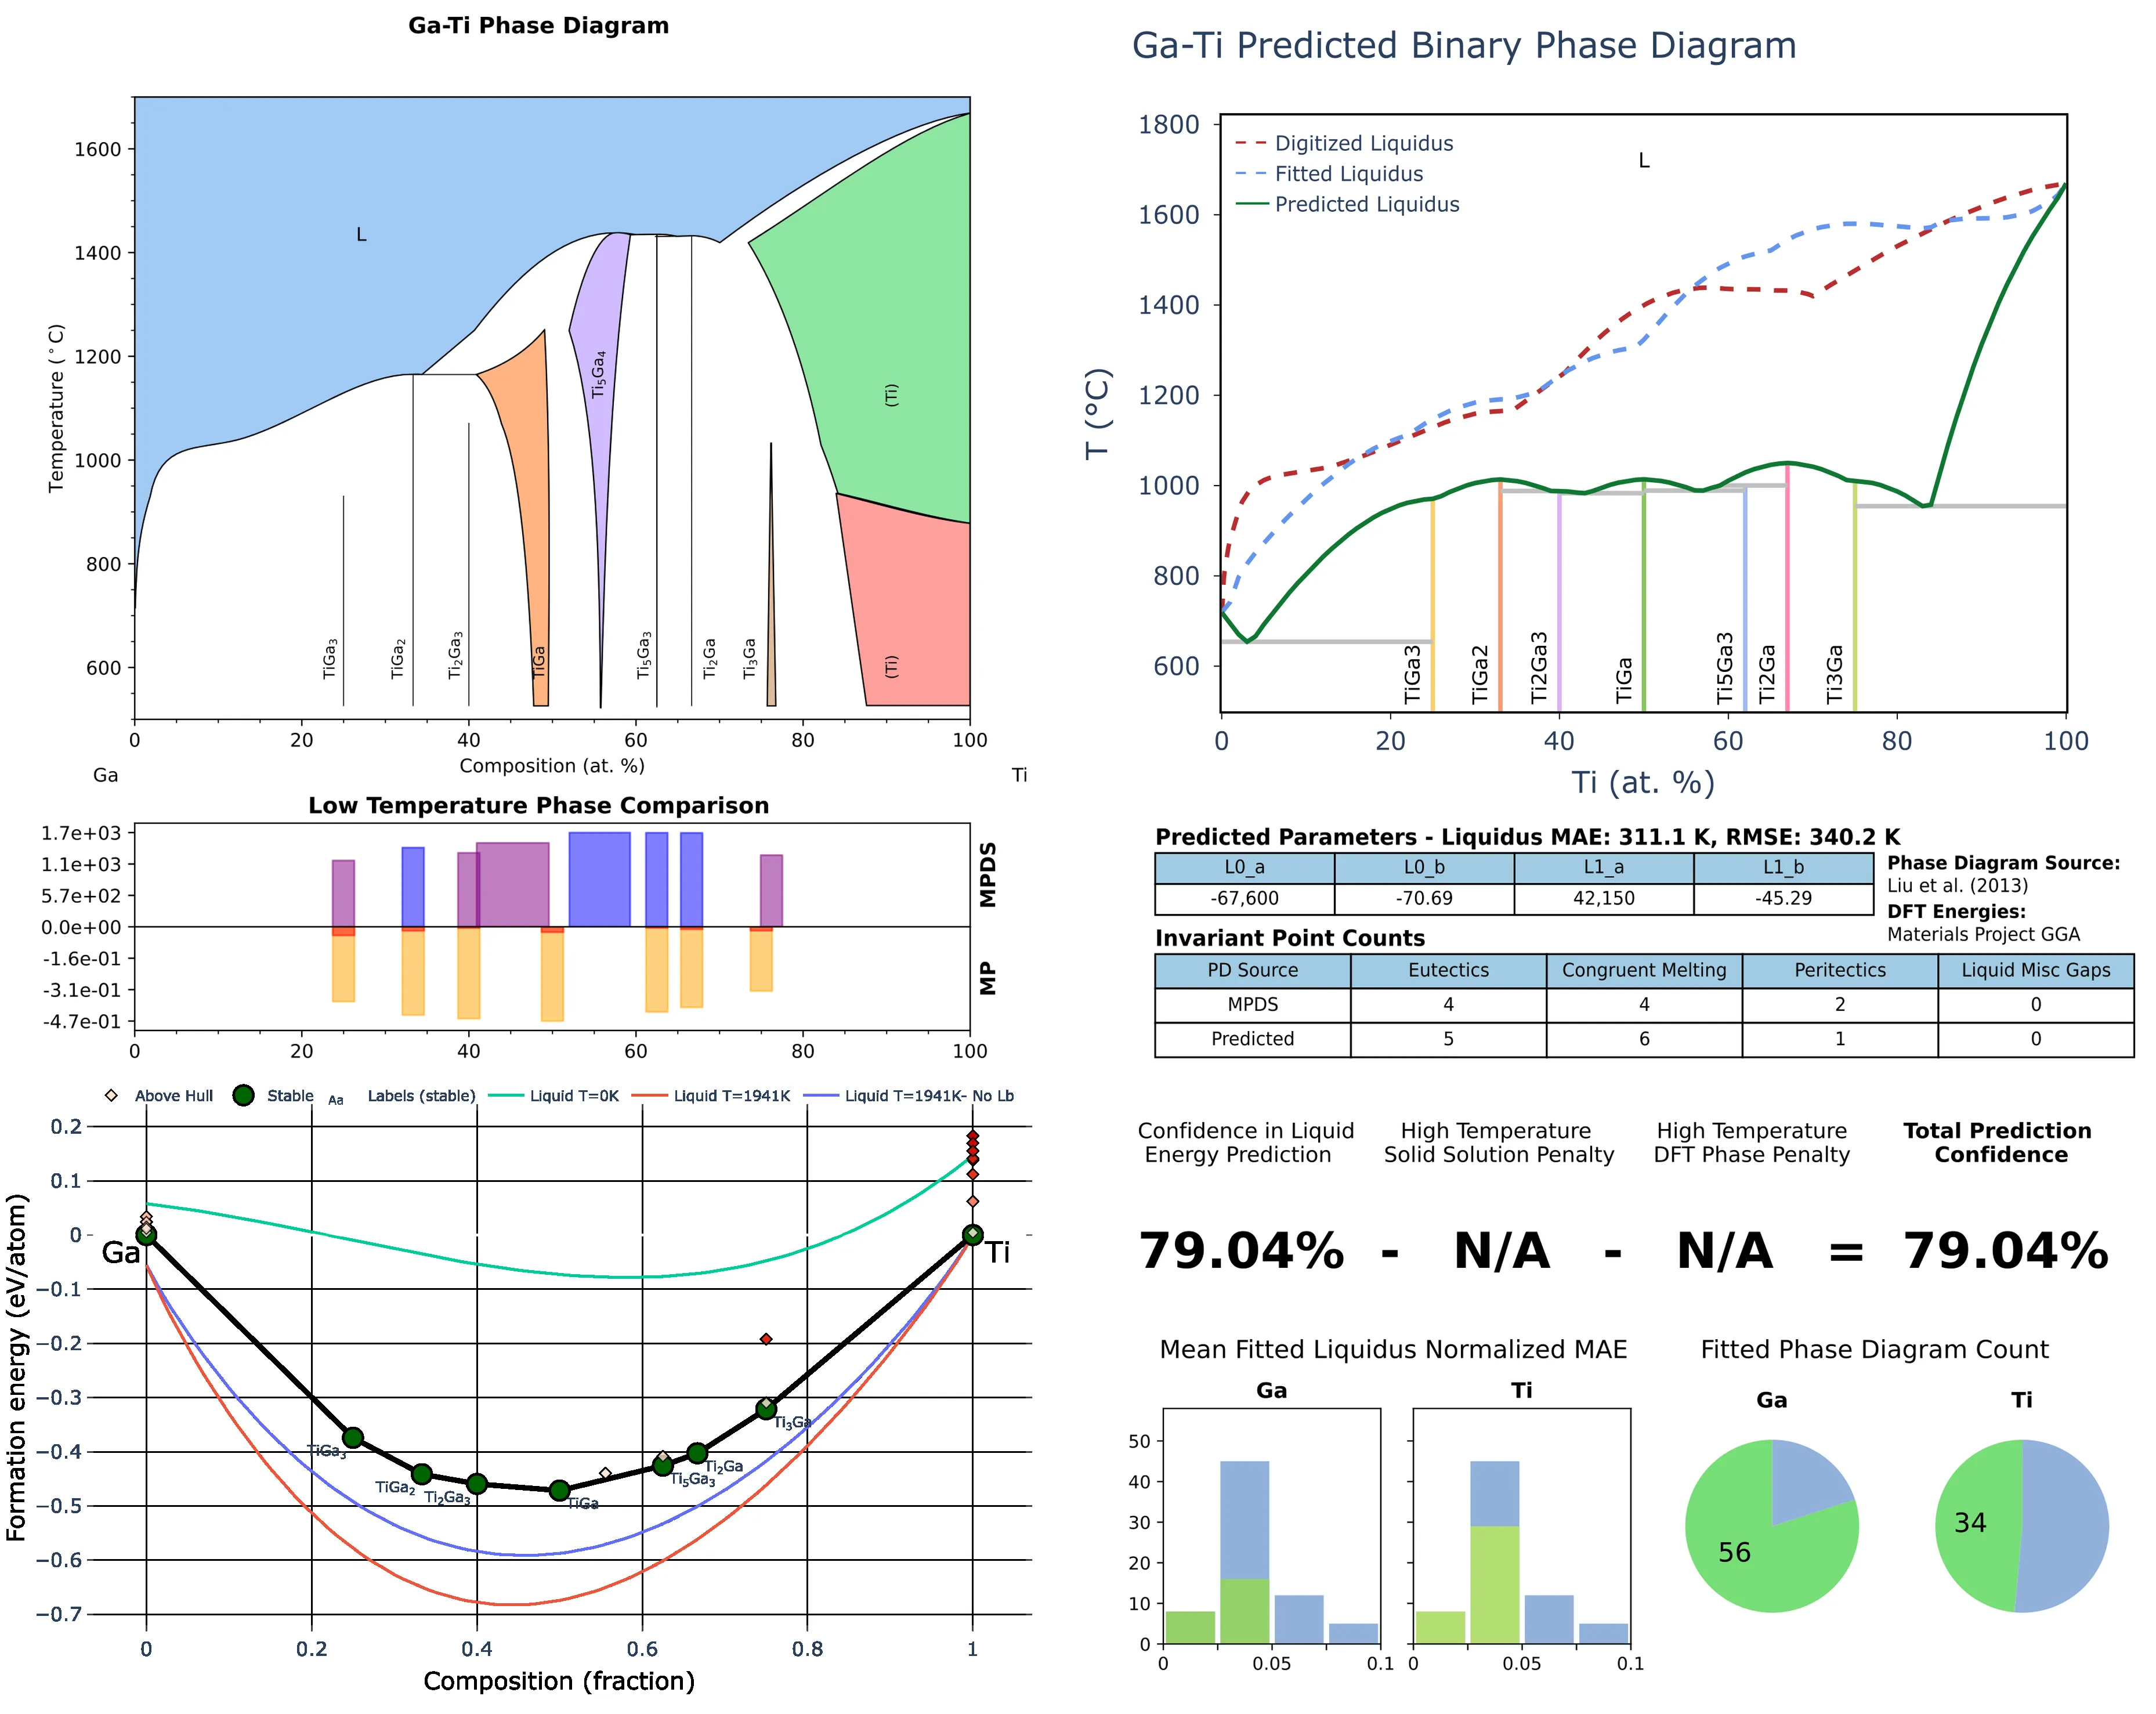 Ga-Ti Phase Diagram
1600
1400
1200
1000
800
600
Temperature (°C)
L
TiGa₃
TiGa₂
Ti₂Ga₃
TiGa
Ti₅Ga₄
Ti₅Ga₃
Ti₂Ga
Ti₃Ga
(Ti)
(Ti)
0 20 40 60 80 100
Composition (at. %)
Ga Ti
Low Temperature Phase Comparison
1.7e+03
1.1e+03
5.7e+02
0.0e+00
-1.6e-01
-3.1e-01
-4.7e-01
MPDS
MP
0 20 40 60 80 100
Above Hull Stable Aa Labels (stable) Liquid T=0K Liquid T=1941K Liquid T=1941K- No Lb
0.2
0.1
0
−0.1
−0.2
−0.3
−0.4
−0.5
−0.6
−0.7
Formation energy (eV/atom)
Ga
Ti
TiGa₃
TiGa₂
Ti₂Ga₃
TiGa
Ti₅Ga₃
Ti₂Ga
Ti₃Ga
0 0.2 0.4 0.6 0.8 1
Composition (fraction)
Ga-Ti Predicted Binary Phase Diagram
1800
1600
1400
1200
1000
800
600
T (°C)
Digitized Liquidus
Fitted Liquidus
Predicted Liquidus
L
TiGa3
TiGa2
Ti2Ga3
TiGa
Ti5Ga3
Ti2Ga
Ti3Ga
0 20 40 60 80 100
Ti (at. %)
Predicted Parameters - Liquidus MAE: 311.1 K, RMSE: 340.2 K
L0_a L0_b L1_a L1_b
-67,600 -70.69 42,150 -45.29
Phase Diagram Source:
Liu et al. (2013)
DFT Energies:
Materials Project GGA
Invariant Point Counts
PD Source Eutectics Congruent Melting Peritectics Liquid Misc Gaps
MPDS 4 4 2 0
Predicted 5 6 1 0
Confidence in Liquid
Energy Prediction
High Temperature
Solid Solution Penalty
High Temperature
DFT Phase Penalty
Total Prediction
Confidence
79.04% - N/A - N/A = 79.04%
Mean Fitted Liquidus Normalized MAE
Ga
Ti
50
40
30
20
10
0
0 0.05 0.1
0 0.05 0.1
Fitted Phase Diagram Count
Ga
Ti
56
34